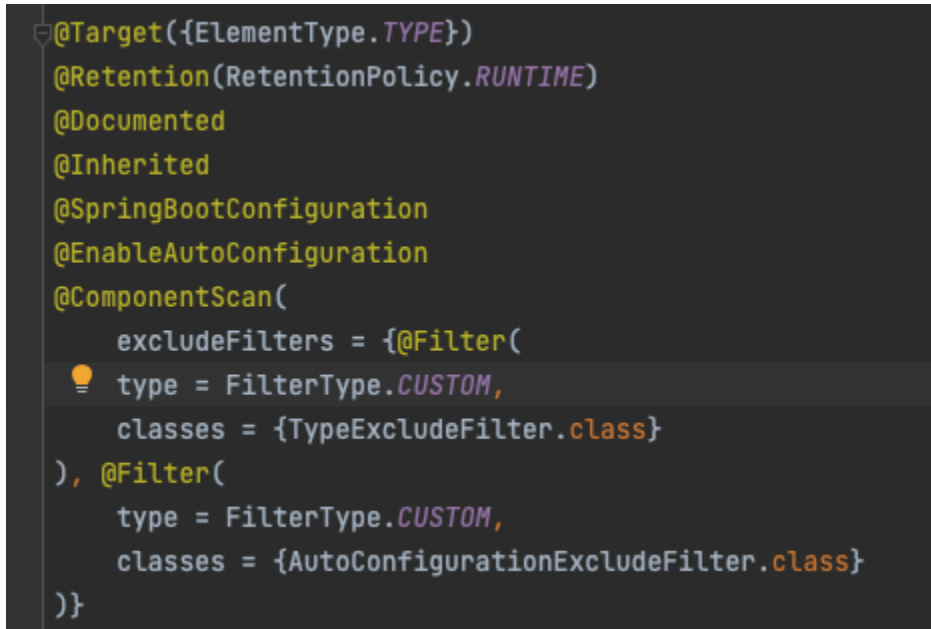 @Target({ElementType.TYPE})
@Retention(RetentionPolicy.RUNTIME)
@Documented
@Inherited
@SpringBootConfiguration
@EnableAutoConfiguration
@ComponentScan(
    excludeFilters = {@Filter(
    type = FilterType.CUSTOM,
    classes = {TypeExcludeFilter.class}
), @Filter(
    type = FilterType.CUSTOM,
    classes = {AutoConfigurationExcludeFilter.class}
)}